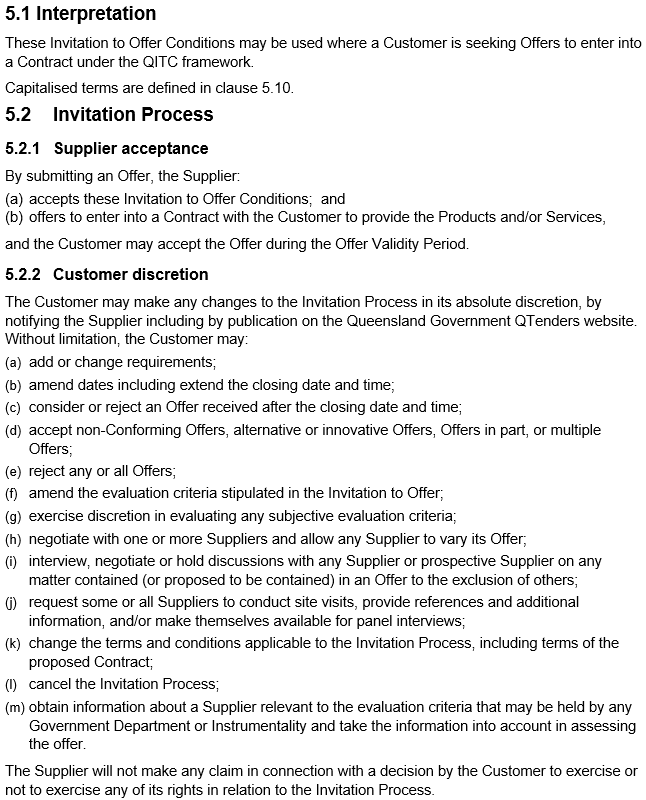 5.1 Interpretation
These Invitation to Offer Conditions may be used where a Customer is seeking Offers to enter into
a Contract under the QITC framework.
Capitalised terms are defined in clause 5.10.
5.2 Invitation Process
5.2.1 Supplier acceptance
By submitting an Offer, the Supplier:
(a) accepts these Invitation to Offer Conditions; and
(b) offers to enter into a Contract with the Customer to provide the Products and/or Services,
and the Customer may accept the Offer during the Offer Validity Period.
5.2.2 Customer discretion
The Customer may make any changes to the Invitation Process in its absolute discretion, by
notifying the Supplier including by publication on the Queensland Government QTenders website.
Without limitation, the Customer may:
(a) add or change requirements;
(b) amend dates including extend the closing date and time;
(c) consider or reject an Offer received after the closing date and time;
(d) accept non-Conforming Offers, alternative or innovative Offers, Offers in part, or multiple
Offers;
(e) reject any or all Offers;
(f) amend the evaluation criteria stipulated in the Invitation to Offer;
(g) exercise discretion in evaluating any subjective evaluation criteria;
(h) negotiate with one or more Suppliers and allow any Supplier to vary its Offer;
(i) interview, negotiate or hold discussions with any Supplier or prospective Supplier on any
matter contained (or proposed to be contained) in an Offer to the exclusion of others;
(j) request some or all Suppliers to conduct site visits, provide references and additional
information, and/or make themselves available for panel interviews;
(k) change the terms and conditions applicable to the Invitation Process, including terms of the
proposed Contract;
(l) cancel the Invitation Process;
(m) obtain information about a Supplier relevant to the evaluation criteria that may be held by any
Government Department or Instrumentality and take the information into account in assessing
the offer.
The Supplier will not make any claim in connection with a decision by the Customer to exercise or
not to exercise any of its rights in relation to the Invitation Process.